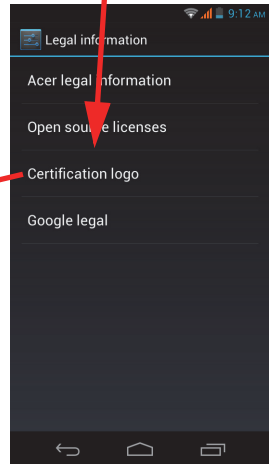 9:12 AM
Legal information
Acer legal information
Open source licenses
Certification logo
Google legal